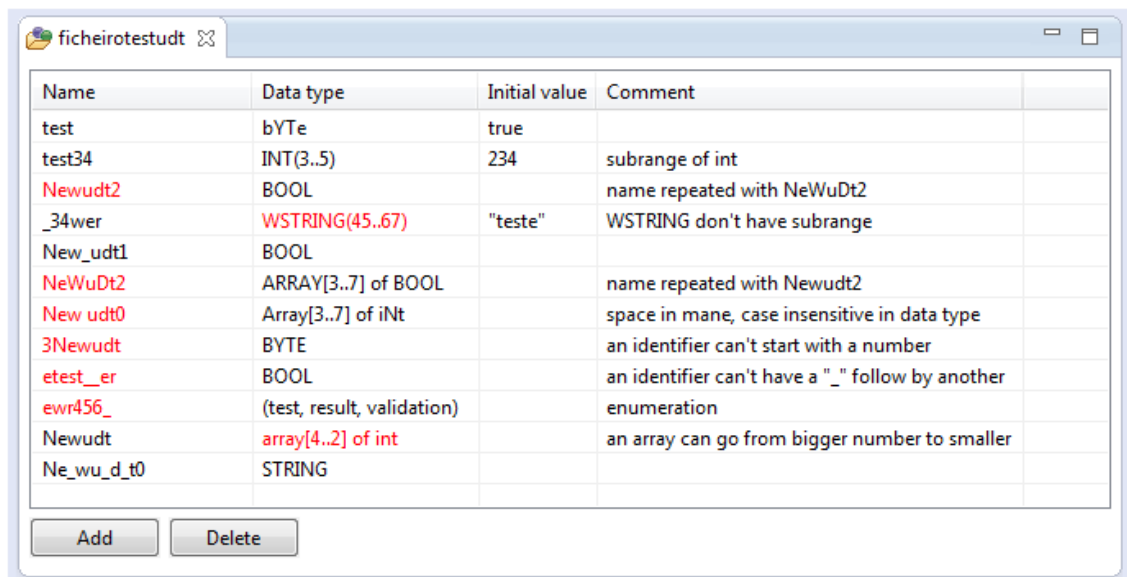 ficheirotestudt
Name Data type Initial value Comment
test bYTe true
test34 INT(3..5) 234 subrange of int
Newudt2 BOOL name repeated with NeWuDt2
_34wer WSTRING(45..67) "teste" WSTRING don't have subrange
New_udt1 BOOL
NeWuDt2 ARRAY[3..7] of BOOL name repeated with Newudt2
New udt0 Array[3..7] of iNt space in mane, case insensitive in data type
3Newudt BYTE an identifier can't start with a number
etest__er BOOL an identifier can't have a "_" follow by another
ewr456_ (test, result, validation) enumeration
Newudt array[4..2] of int an array can go from bigger number to smaller
Ne_wu_d_t0 STRING
Add Delete